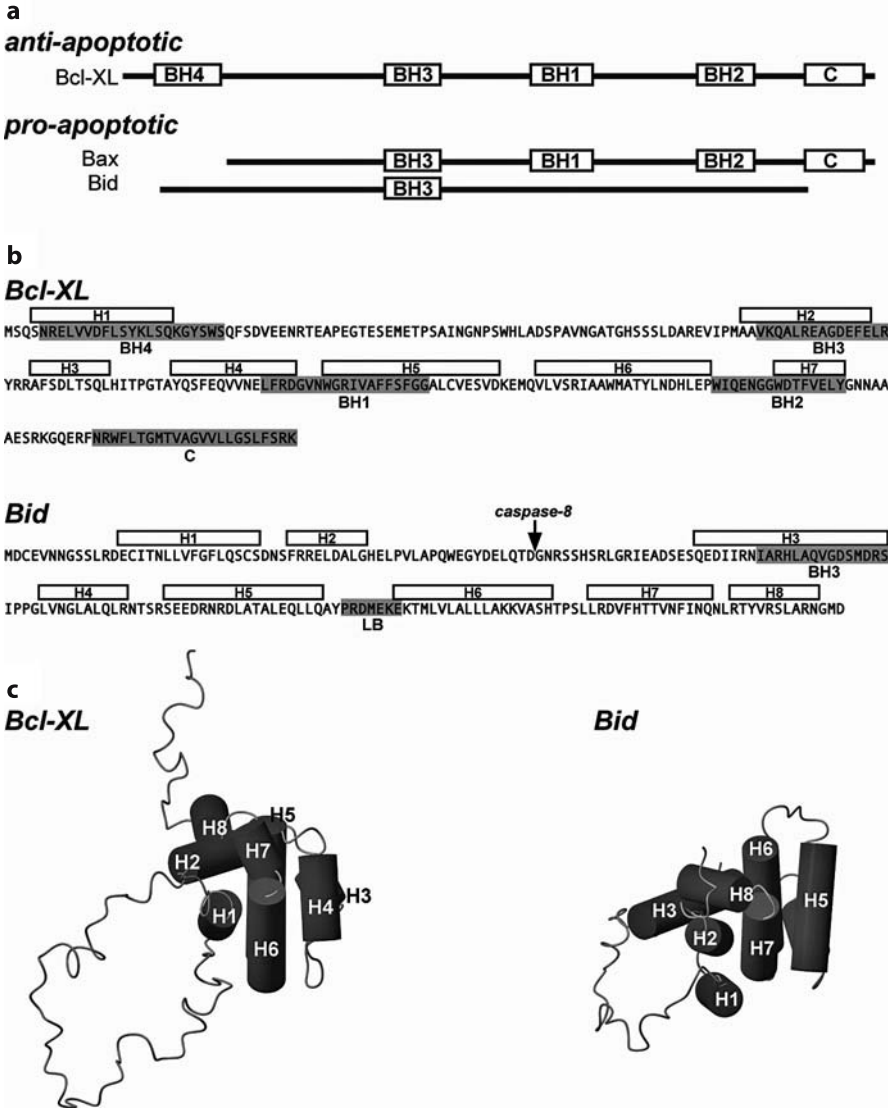 a
anti-apoptotic
Bcl-XL BH4 BH3 BH1 BH2 C
pro-apoptotic
Bax BH3 BH1 BH2 C
Bid BH3
b
Bcl-XL
H1 H2
MSQSNRELVVDFLSYKLSQKGYSWSQFSDVEENRTEAPEGTESEMETPSAINGNPSWHLADSPAVNGATGHSSSLDAREVIPMAAVKQALREAGDEFELR
BH4 BH3
H3 H4 H5 H6 H7
YRRAFSDLTSQLHITPGTAYQSFEQVVNELFRDGVNWGRIVAFFSFGGALCVESVDKEMQVLVSRIAAWMATYLNDHLEPWIQENGGWDTFVELYGNNAA
BH1 BH2
AESRKGQERFNRWFLTGMTVAGVVLLGSLFSRK
C
Bid
caspase-8
H1 H2 H3
MDCEVNNGSSLRDECITNLLVFGFLQSCSDNSFRRELDALGHELPVLAPQWEGYDELQTDGNRSSHSRLGRIEADSESQEDIIRNIARHLAQVGDSMDRS
BH3
H4 H5 H6 H7 H8
IPPGLVNGLALQLRNTSRSEEDRNRDLATALEQLLQAYPRDMEKEKTMLVLALLLAKKVASHTPSLLRDVFHTTVNFINQNLRTYVRSLARNGMD
LB
c
Bcl-XL Bid
H8 H5
H2 H7
H1 H4 H3
H6
H6
H8 H5
H3
H2 H7
H1